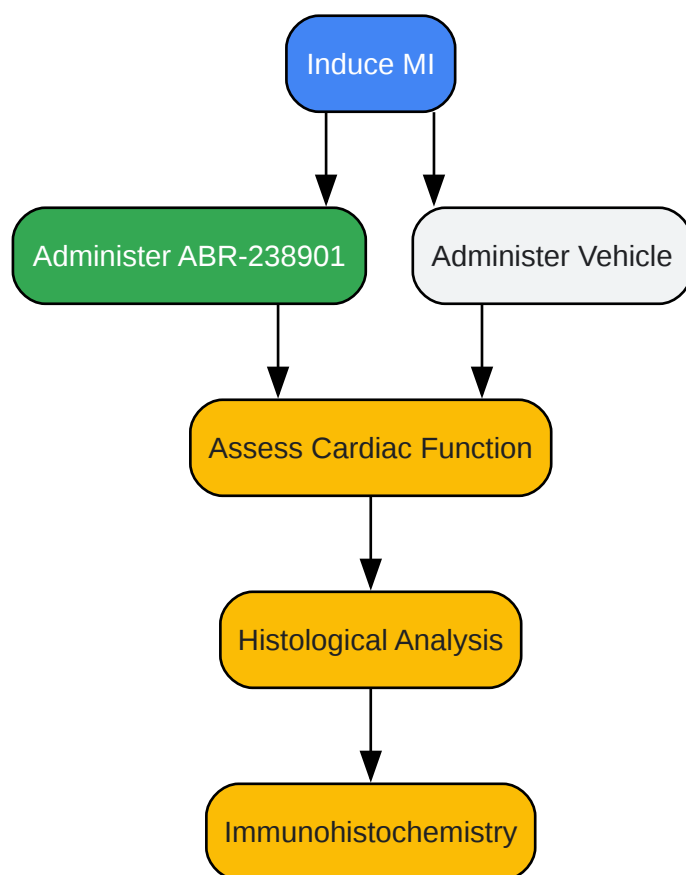 Induce MI
Administer ABR-238901
Administer Vehicle
Assess Cardiac Function
Histological Analysis
Immunohistochemistry